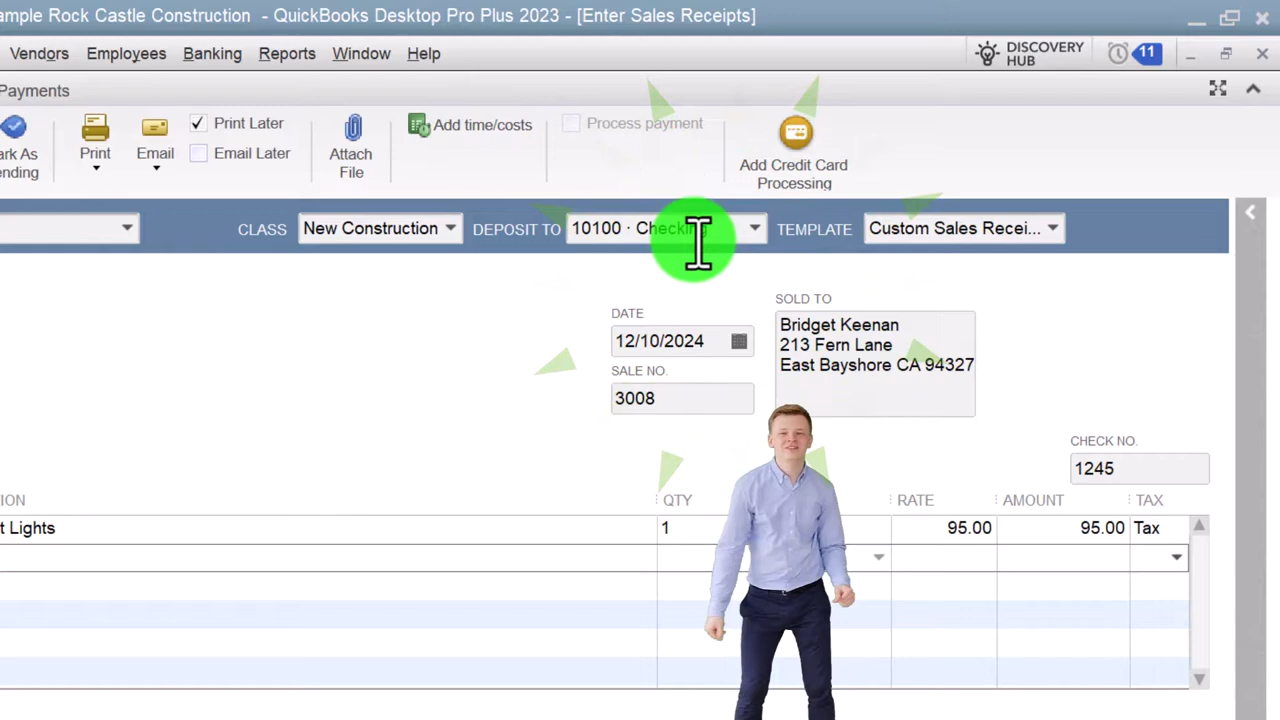 ample Rock Castle Construction - QuickBooks Desktop Pro Plus 2023 - [Enter Sales Receipts]
Vendors Employees Banking Reports Window Help DISCOVERY HUB 11
Payments
Print Later Add time/costs Process payment
ark As ending Print Email Email Later Attach File Add Credit Card Processing
CLASS New Construction DEPOSIT TO 10100 · Checking TEMPLATE Custom Sales Recei...
SOLD TO
DATE
Bridget Keenan
12/10/2024
213 Fern Lane
East Bayshore CA 94327
SALE NO.
3008
CHECK NO.
1245
ION QTY RATE AMOUNT TAX
t Lights 1 95.00 95.00 Tax